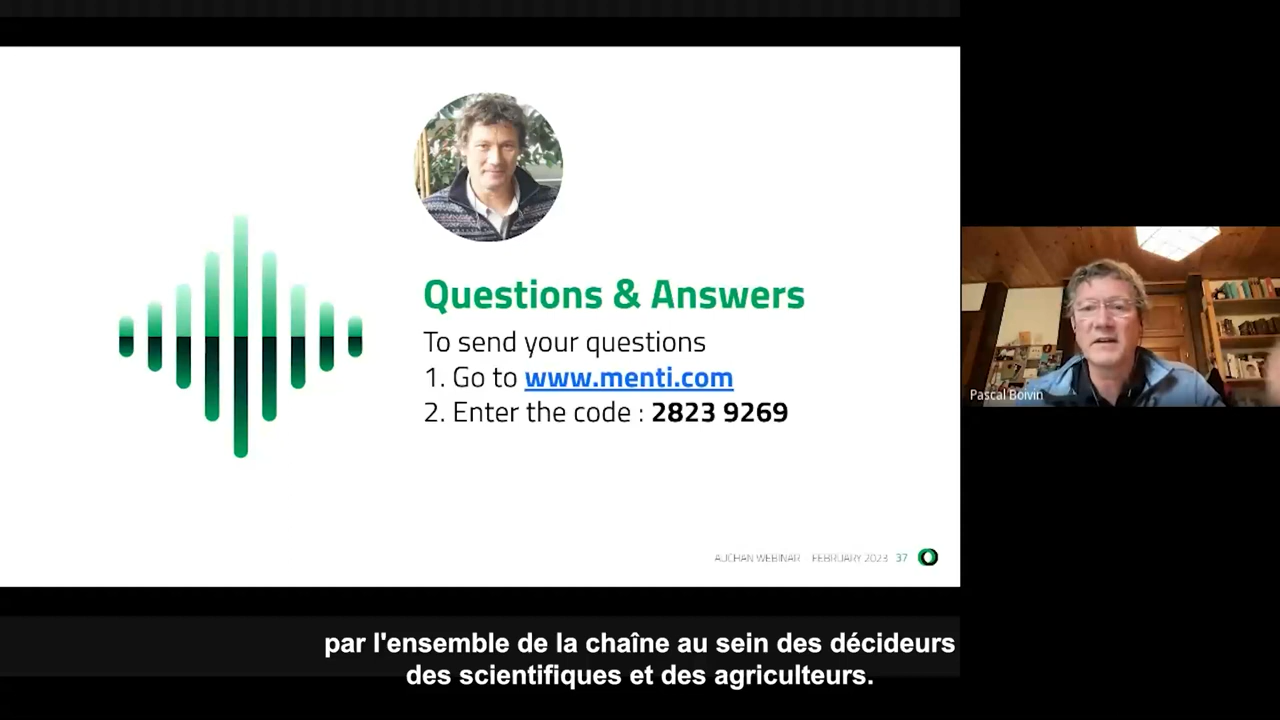 Questions & Answers
To send your questions
1. Go to www.menti.com
2. Enter the code : 2823 9269
AUCHAN WEBINAR FEBRUARY 2023 37
Pascal Boivin
par l'ensemble de la chaîne au sein des décideurs
des scientifiques et des agriculteurs.